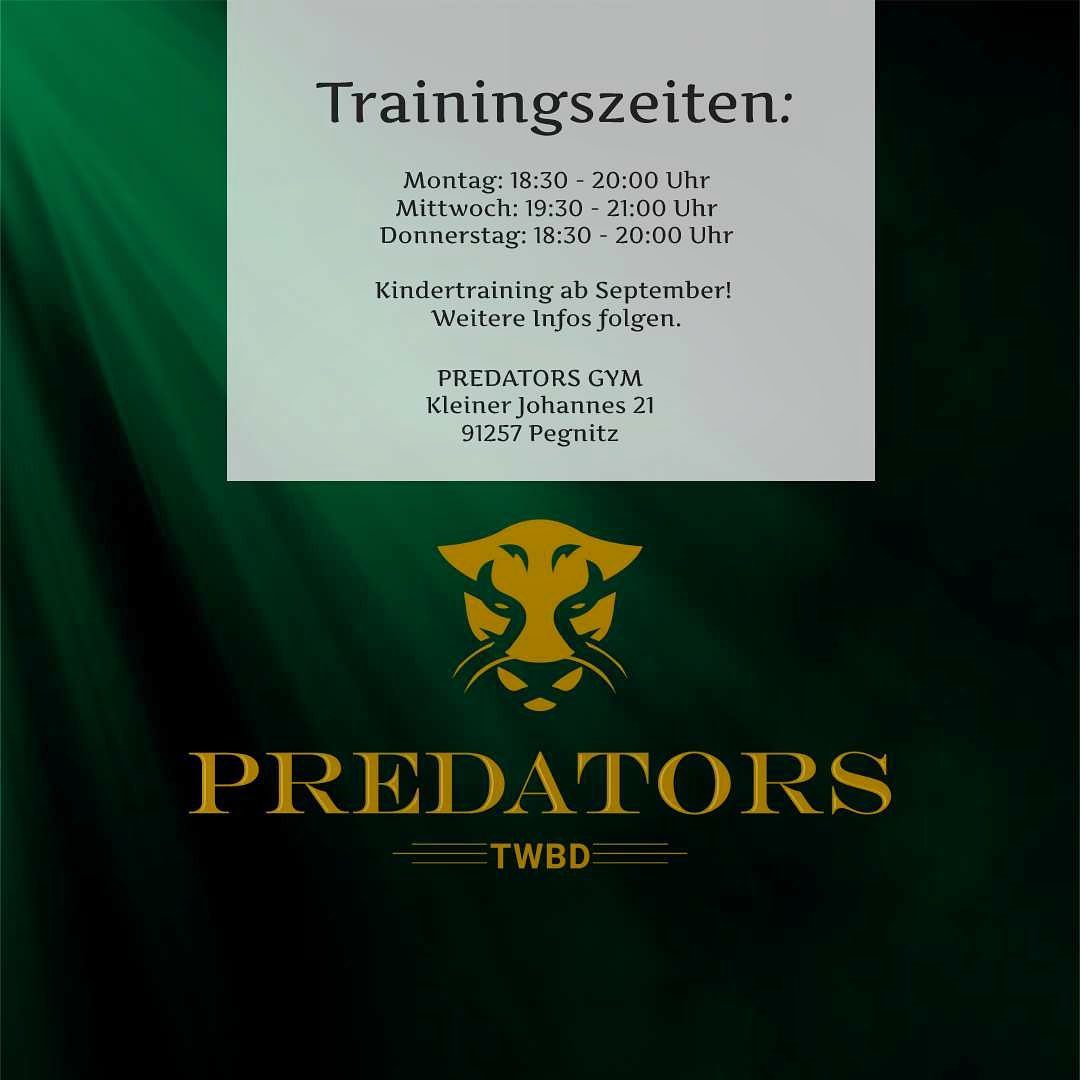 Trainingszeiten:
Montag: 18:30 - 20:00 Uhr
Mittwoch: 19:30 - 21:00 Uhr
Donnerstag: 18:30 - 20:00 Uhr
Kindertraining ab September!
Weitere Infos folgen.
PREDATORS GYM
Kleiner Johannes 21
91257 Pegnitz
PREDATORS
TWBD